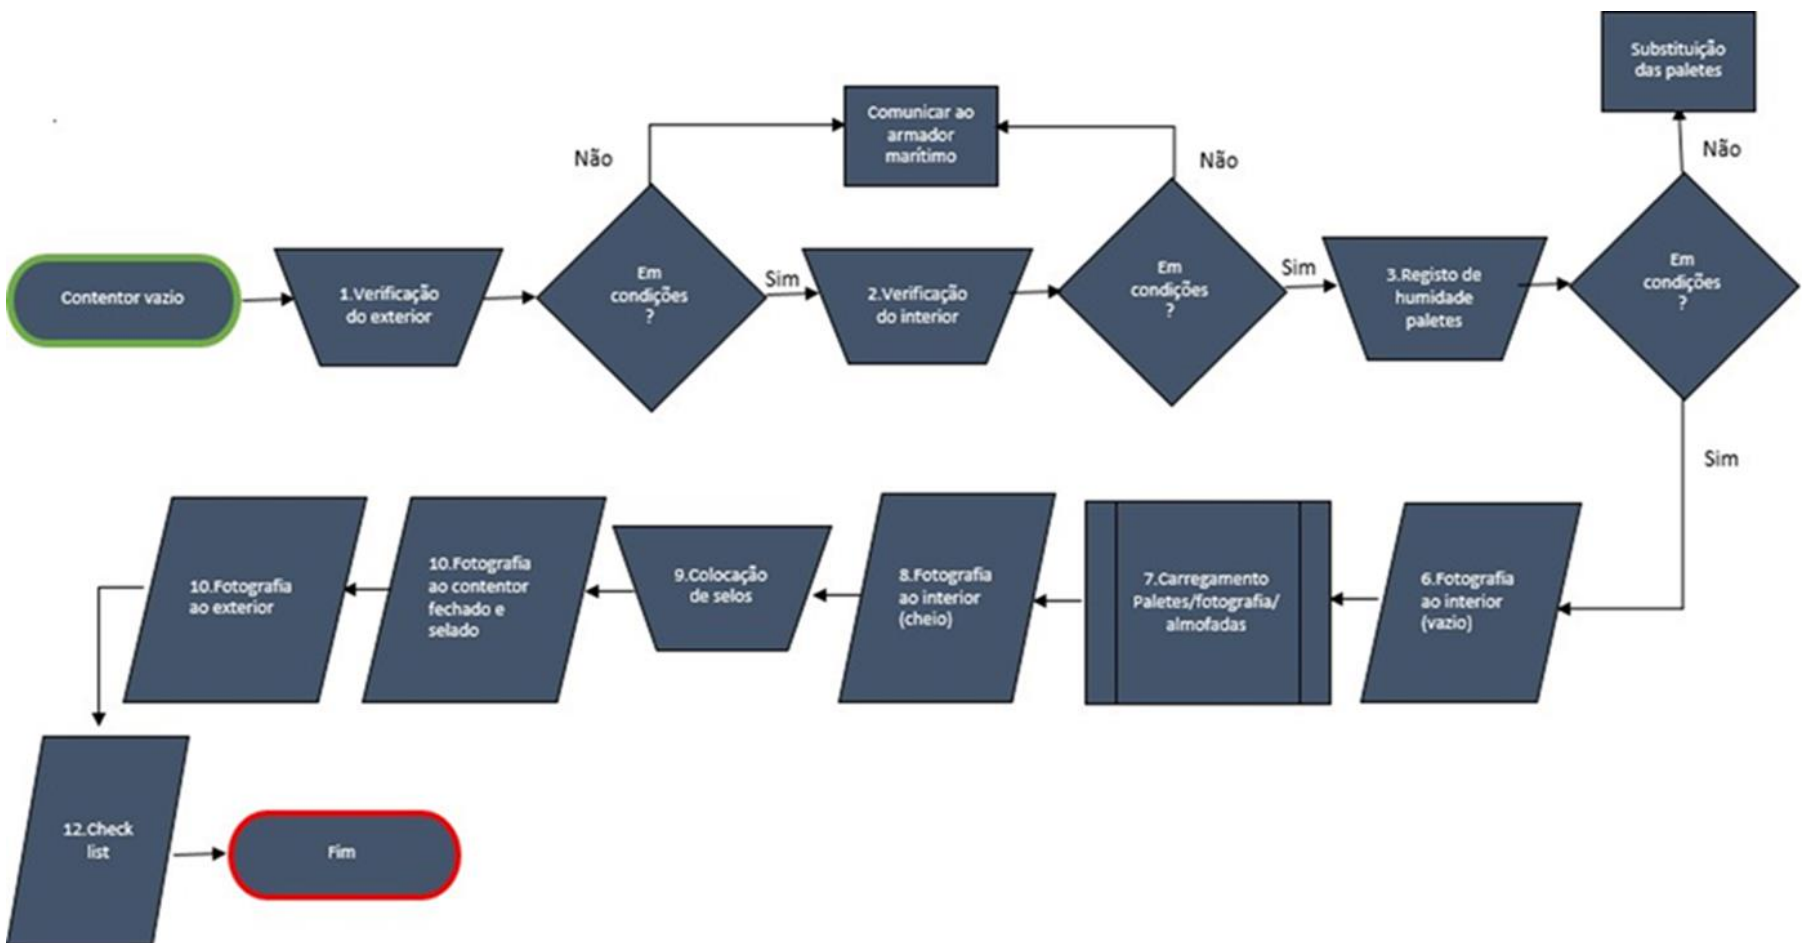 Substituição
das paletes
Comunicar ao
armador
marítimo
Não
Não
Não
Contentor vazio
1.Verificação
do exterior
Em
condições
?
Sim
2.Verificação
do interior
Em
condições
?
Sim
3.Registo de
humidade
paletes
Em
condições
?
Sim
6.Fotografia
ao interior
(vazio)
7.Carregamento
Paletes/fotografia/
almofadas
8.Fotografia
ao interior
(cheio)
9.Colocação
de selos
10.Fotografia
ao contentor
fechado e
selado
10.Fotografia
ao exterior
12.Check
list
Fim